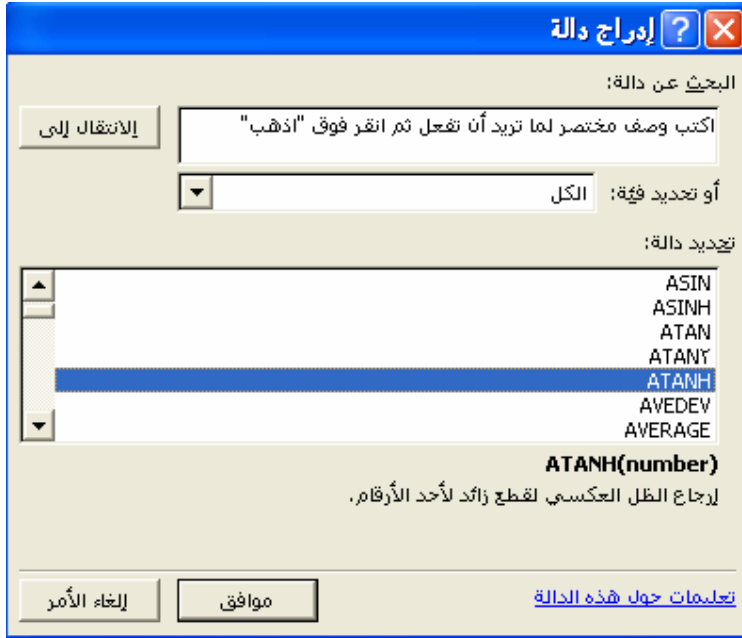 إدراج دالة
البحث عن دالة:
اكتب وصف مختصر لما تريد أن تفعل ثم انقر فوق "اذهب"
الانتقال إلى
أو تحديد فئة: الكل
تحديد دالة:
ASIN
ASINH
ATAN
ATAN٢
ATANH
AVEDEV
AVERAGE
ATANH(number)
إرجاع الظل العكسي لقطع زائد لأحد الأرقام.
تعليمات حول هذه الدالة
موافق
إلغاء الأمر